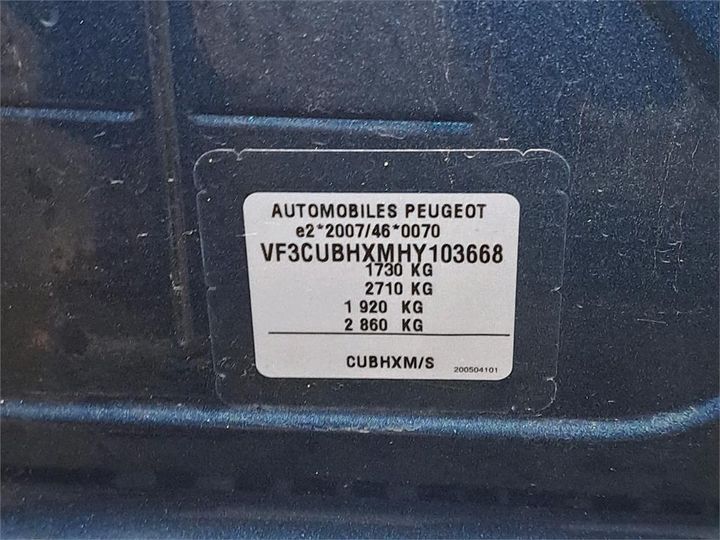 AUTOMOBILES PEUGEOT
e2*2007/46*0070
VF3CUBHXMHY103668
1730 KG
2710 KG
1 920 KG
2 860 KG
CUBHXM/S
200504101